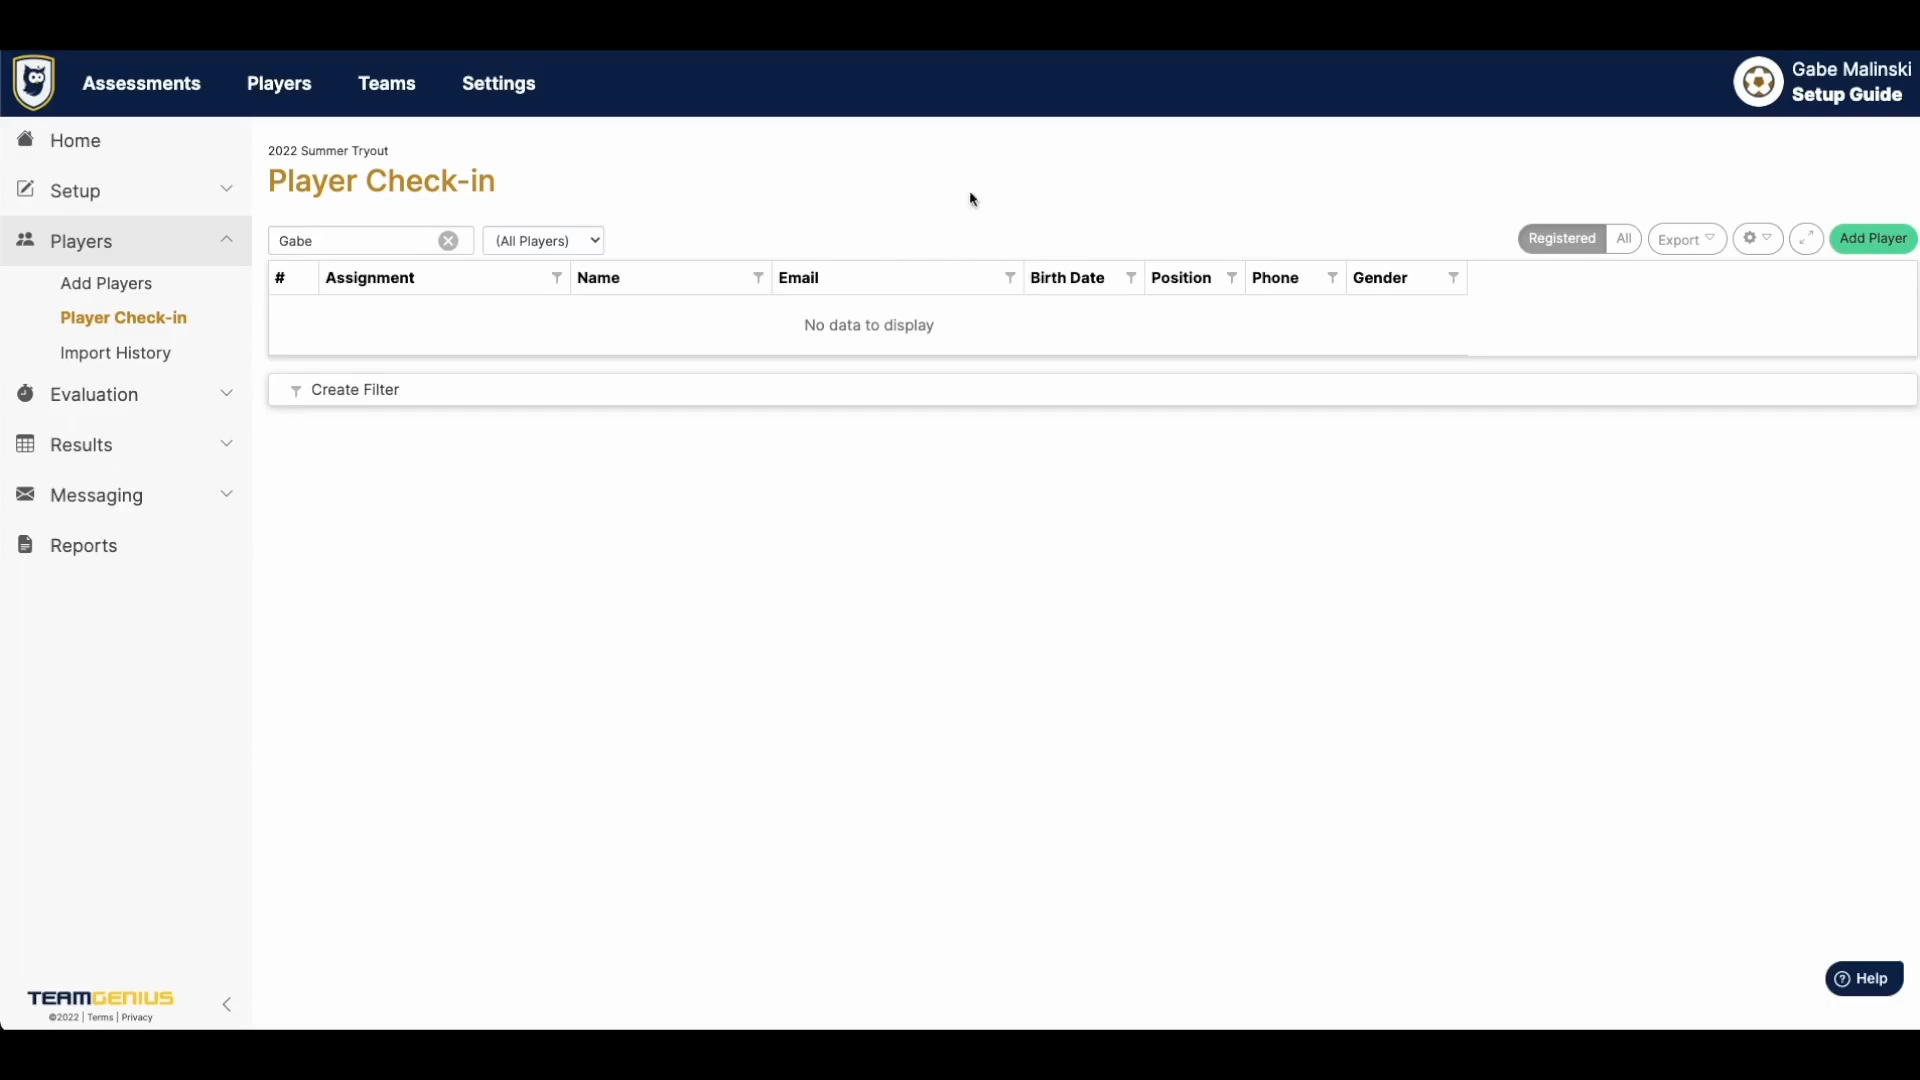 Assessments Players Teams Settings
Gabe Malinski
Setup Guide
Home
Setup
Players
Add Players
Player Check-in
Import History
Evaluation
Results
Messaging
Reports
2022 Summer Tryout
Player Check-in
Gabe (All Players)
Registered All Export Add Player
# Assignment Name Email Birth Date Position Phone Gender
No data to display
Create Filter
Help
TEAMGENIUS
©2022 | Terms | Privacy